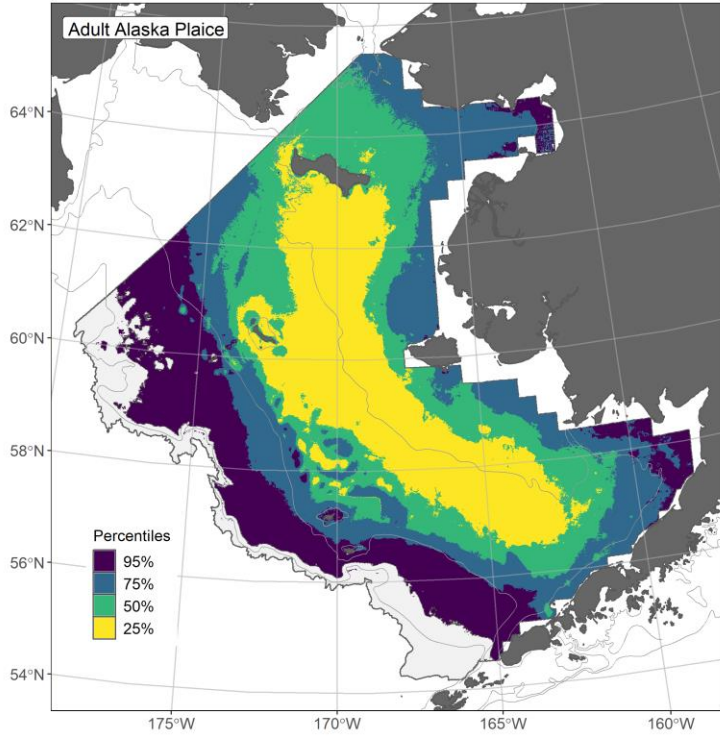 Adult Alaska Plaice
64°N
62°N
60°N
58°N
56°N
54°N
Percentiles
95%
75%
50%
25%
175°W
170°W
165°W
160°W